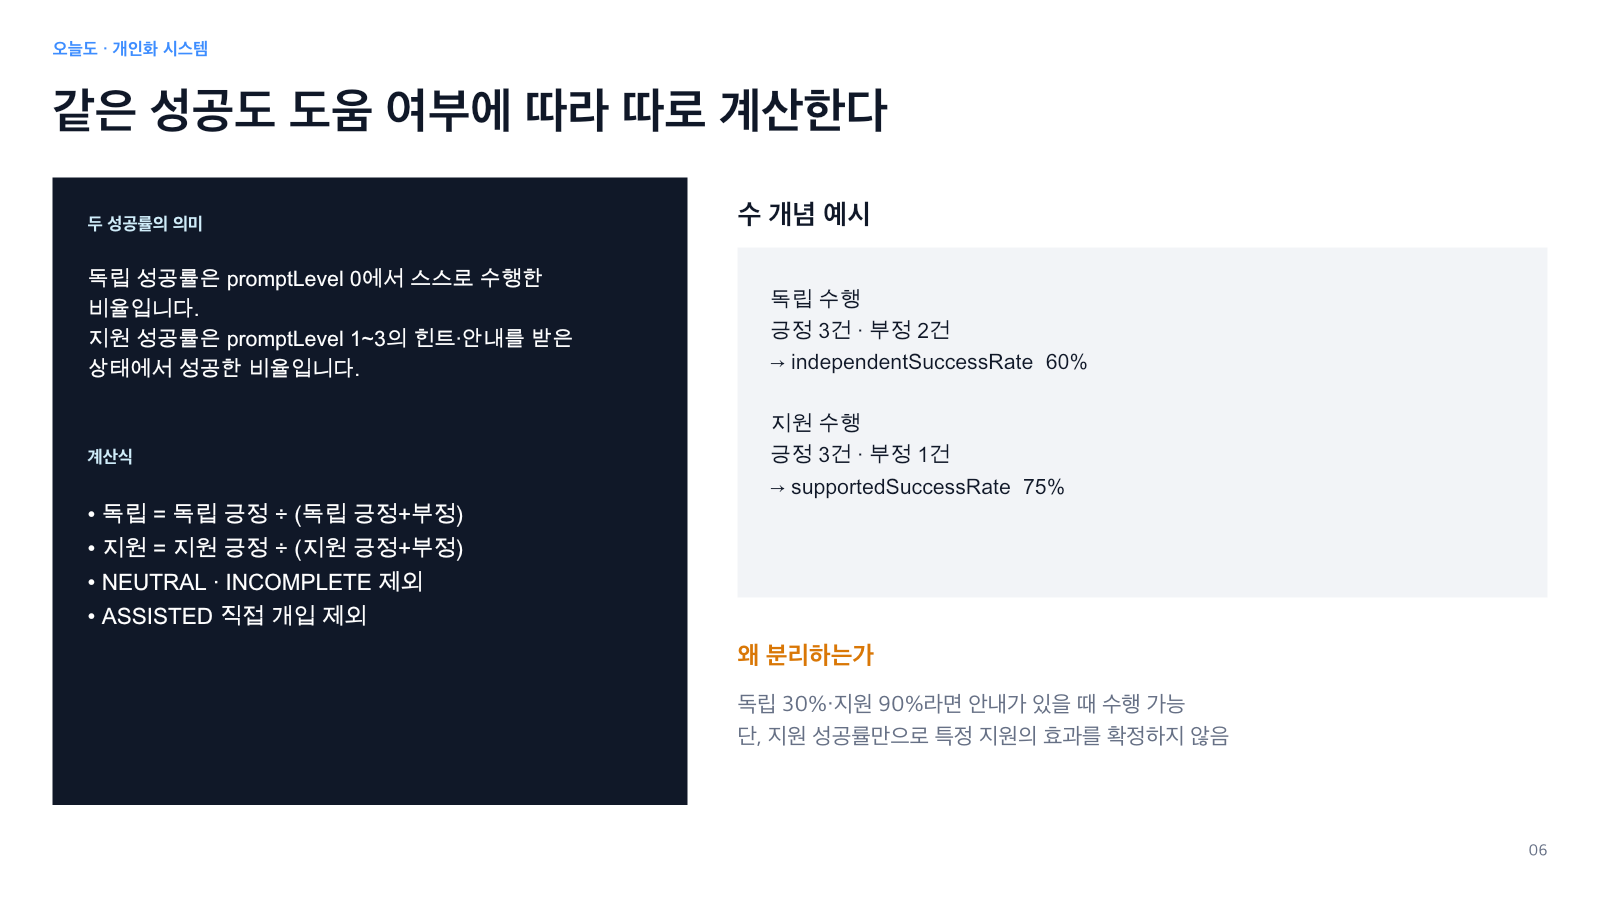 오늘도 · 개인화 시스템
같은 성공도 도움 여부에 따라 따로 계산한다
두 성공률의 의미
독립 성공률은 promptLevel 0에서 스스로 수행한
비율입니다.
지원 성공률은 promptLevel 1~3의 힌트·안내를 받은
상태에서 성공한 비율입니다.
계산식
• 독립 = 독립 긍정 ÷ (독립 긍정+부정)
• 지원 = 지원 긍정 ÷ (지원 긍정+부정)
• NEUTRAL · INCOMPLETE 제외
• ASSISTED 직접 개입 제외
수 개념 예시
독립 수행
긍정 3건 · 부정 2건
→ independentSuccessRate 60%
지원 수행
긍정 3건 · 부정 1건
→ supportedSuccessRate 75%
왜 분리하는가
독립 30%·지원 90%라면 안내가 있을 때 수행 가능
단, 지원 성공률만으로 특정 지원의 효과를 확정하지 않음
06